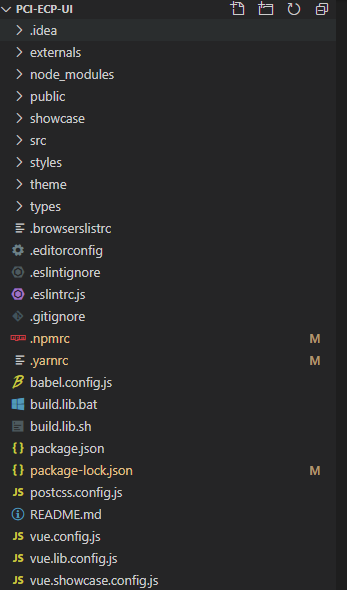 PCI-ECP-UI
.idea
externals
node_modules
public
showcase
src
styles
theme
types
.browserslistrc
.editorconfig
.eslintignore
.eslintrc.js
.gitignore
.npmrc M
.yarnrc M
babel.config.js
build.lib.bat
build.lib.sh
package.json
package-lock.json M
postcss.config.js
README.md
vue.config.js
vue.lib.config.js
vue.showcase.config.js